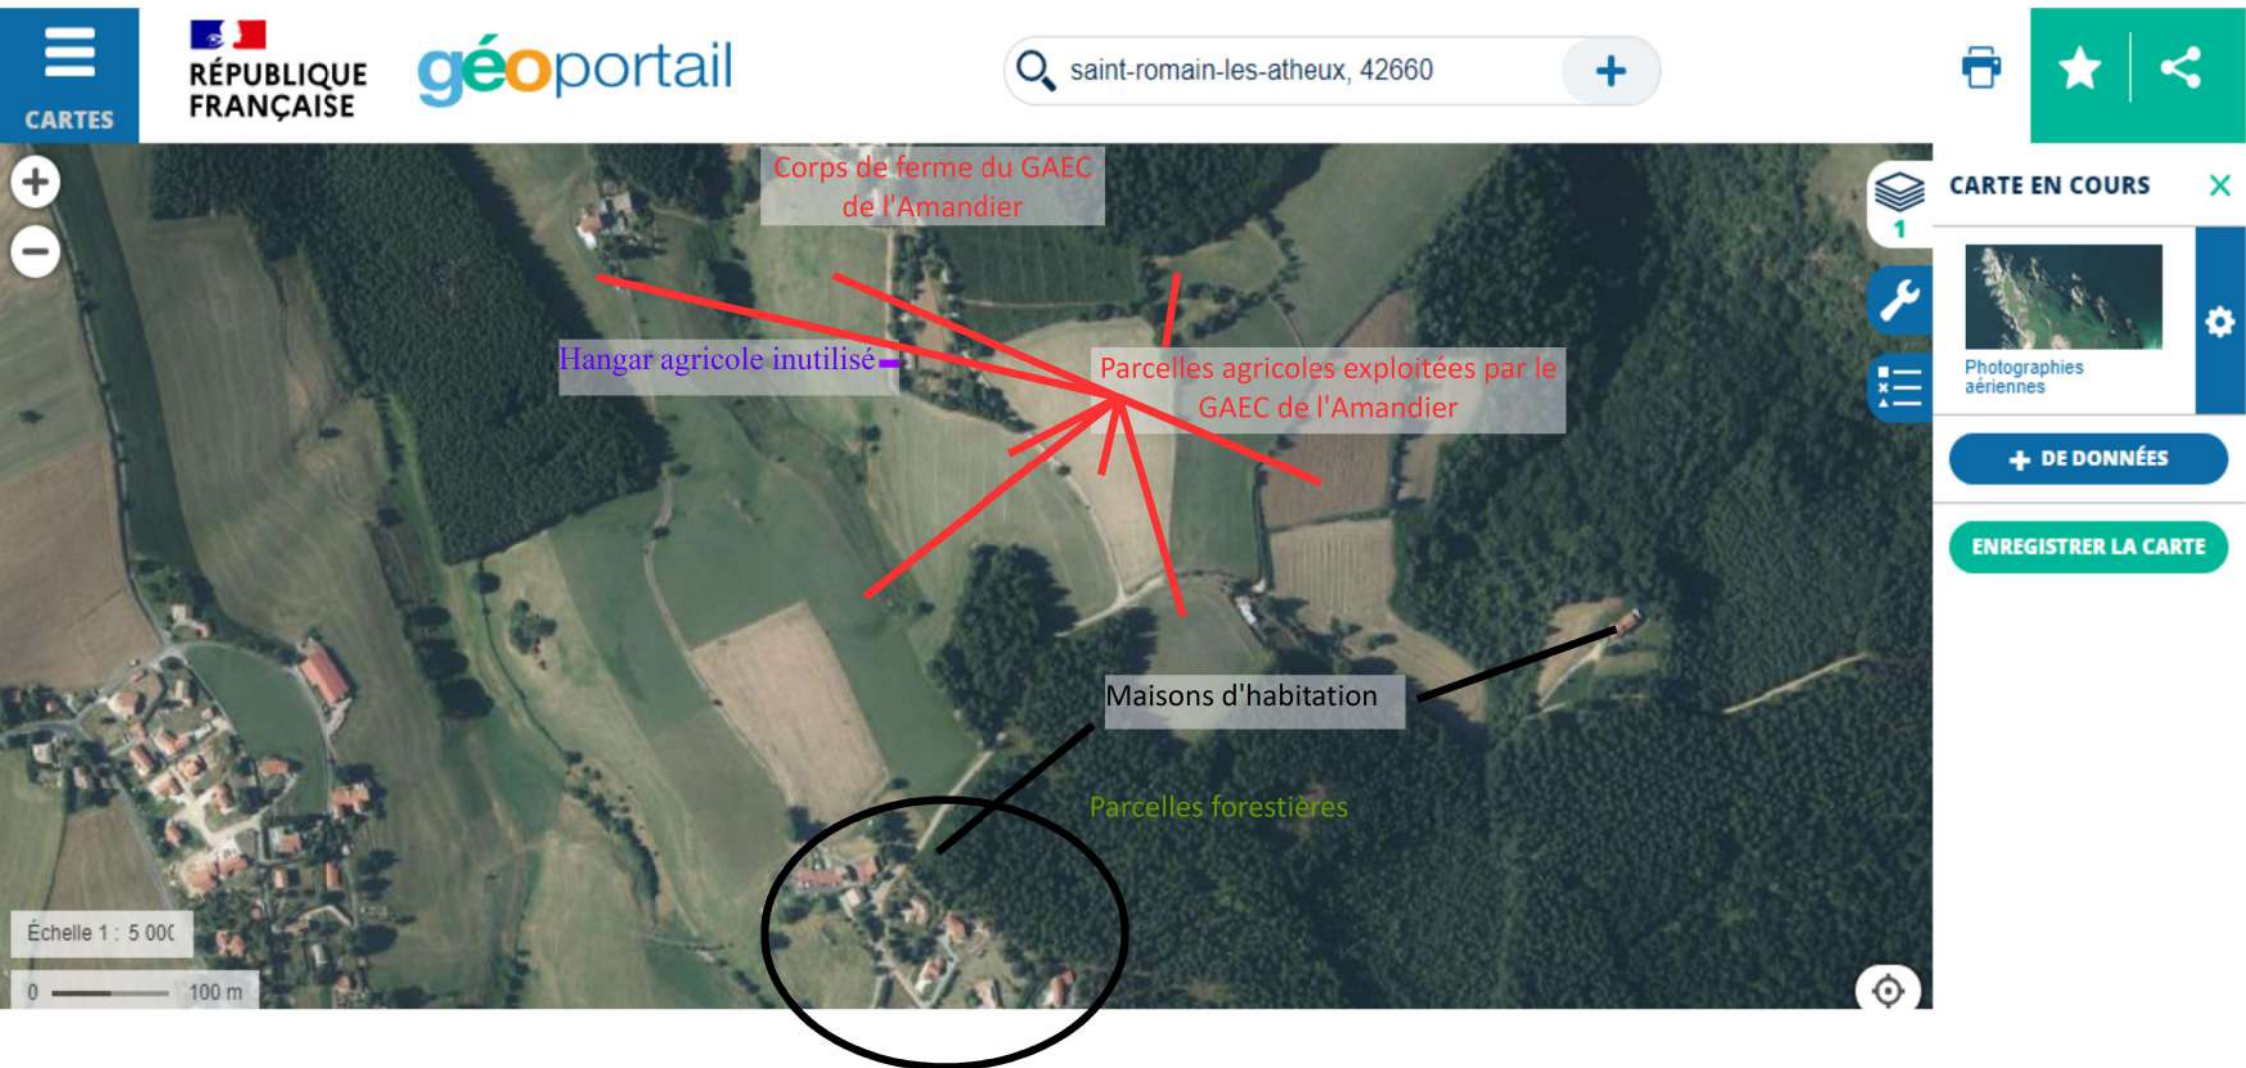 CARTES
RÉPUBLIQUE
FRANÇAISE
géoportail
saint-romain-les-atheux, 42660
+
Corps de ferme du GAEC
de l'Amandier
Hangar agricole inutilisé
Parcelles agricoles exploitées par le
GAEC de l'Amandier
Maisons d'habitation
Parcelles forestières
Échelle 1 : 5 000
0 100 m
1
CARTE EN COURS
Photographies
aériennes
+ DE DONNÉES
ENREGISTRER LA CARTE